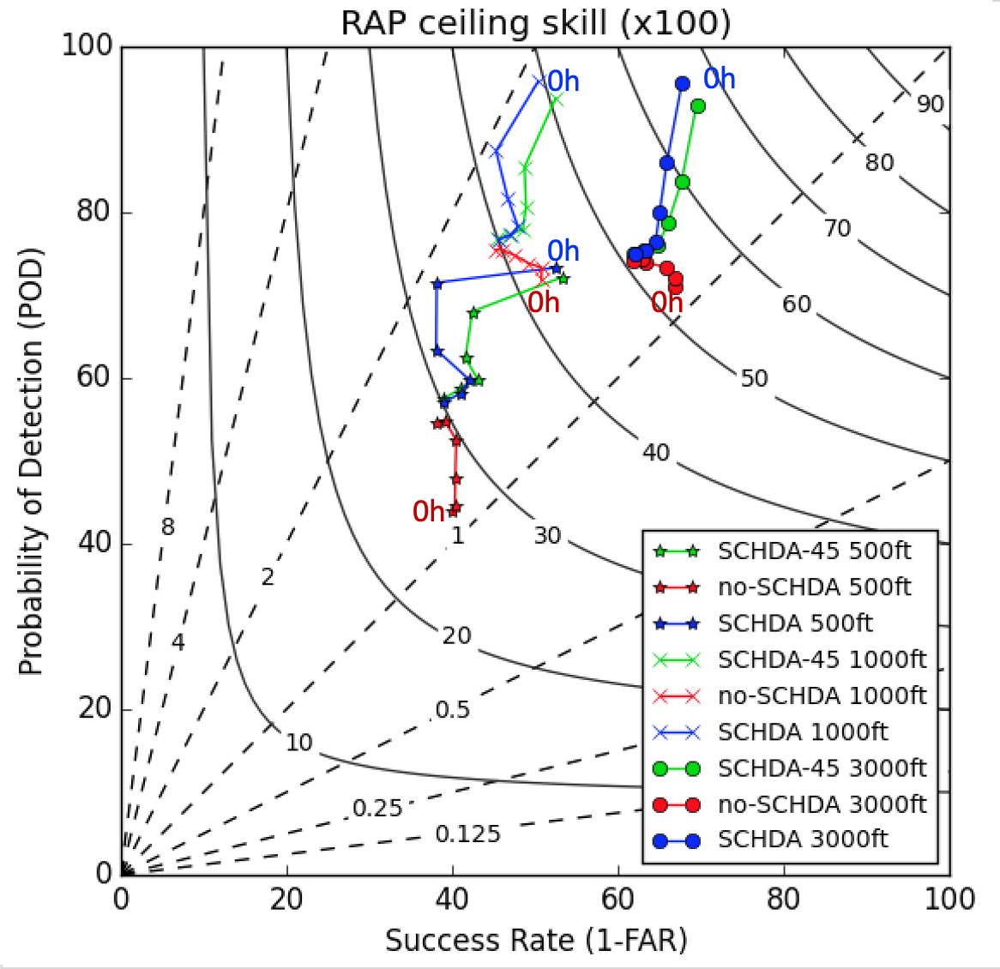 RAP ceiling skill (x100)
100
80
60
40
20
0
0
20
40
60
80
100
Probability of Detection (POD)
Success Rate (1-FAR)
0h
0h
0h
0h
0h
0h
90
80
70
60
50
40
30
20
10
8
4
2
1
0.5
0.25
0.125
SCHDA-45 500ft
no-SCHDA 500ft
SCHDA 500ft
SCHDA-45 1000ft
no-SCHDA 1000ft
SCHDA 1000ft
SCHDA-45 3000ft
no-SCHDA 3000ft
SCHDA 3000ft